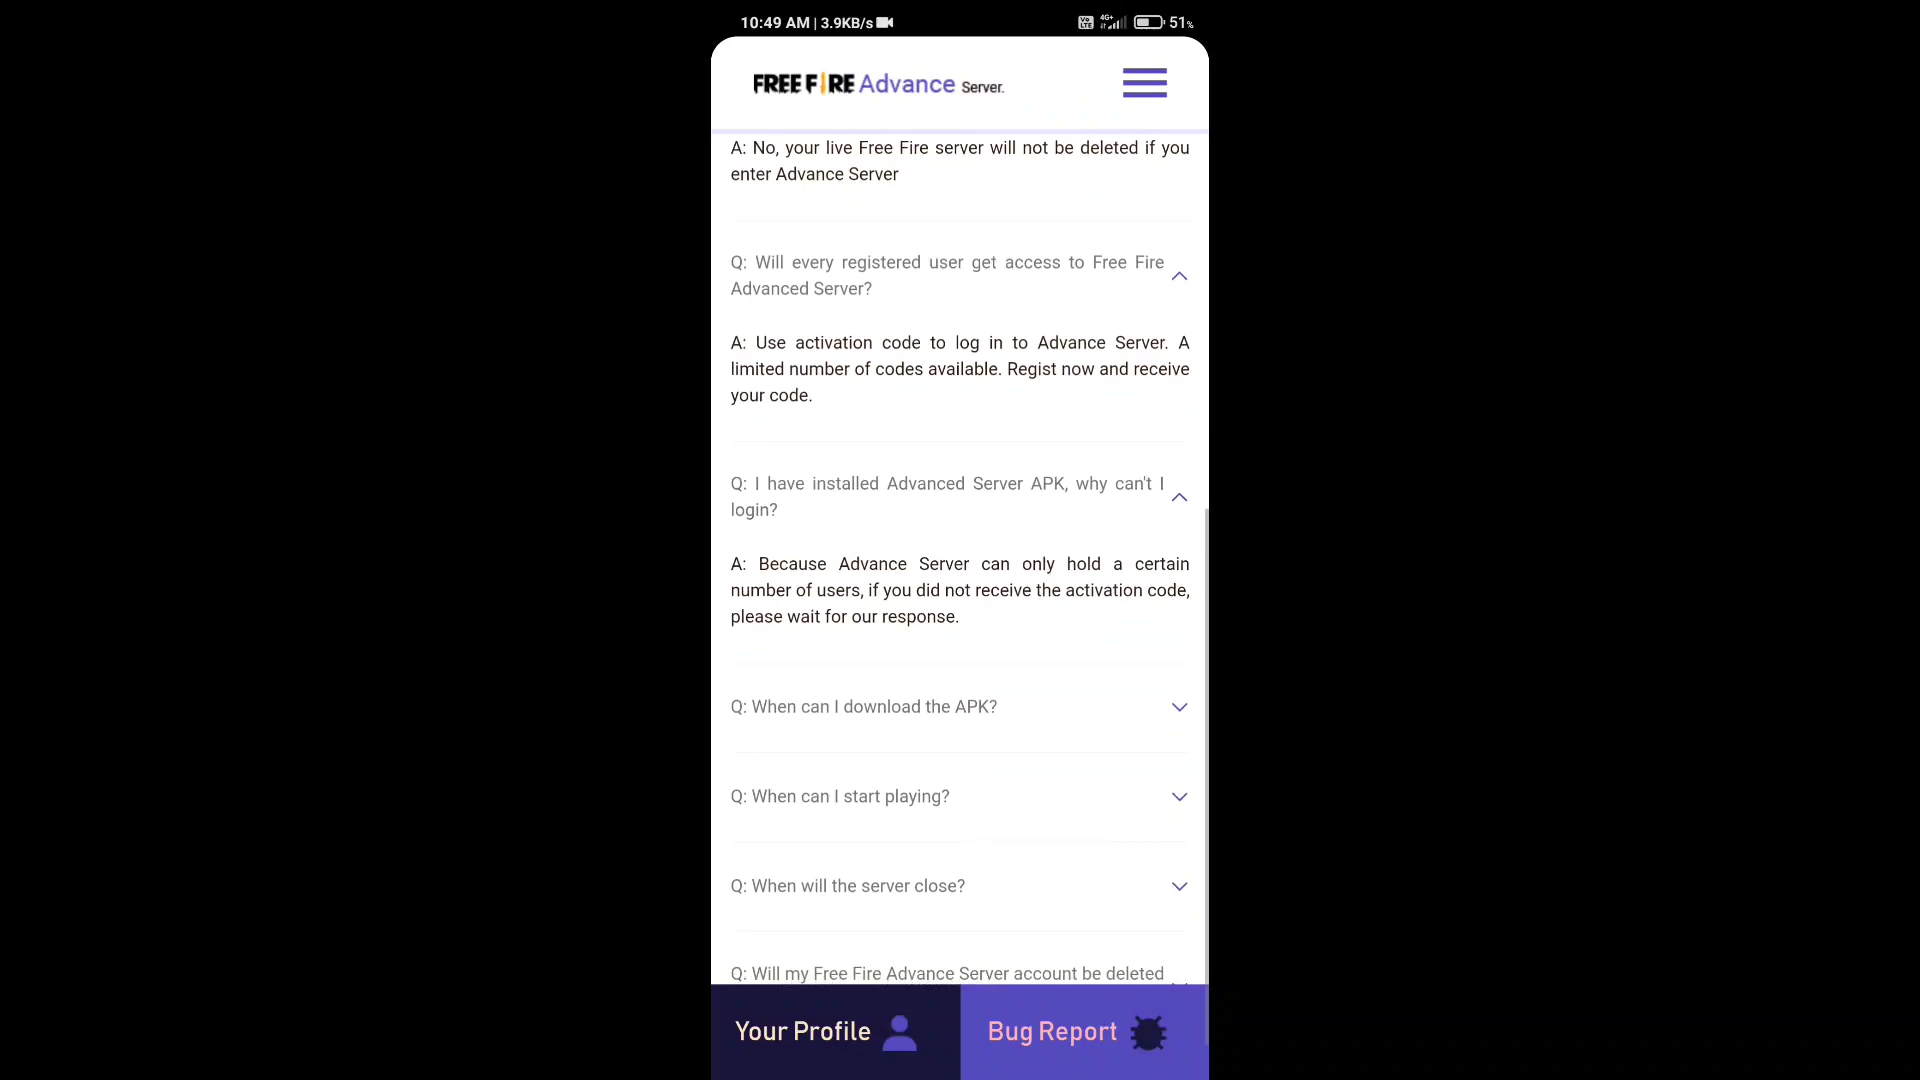 10:49 AM | 3.9KB/s
Vo LTE 4G+ 51%
FREE FIRE Advance Server.
A: No, your live Free Fire server will not be deleted if you
enter Advance Server
Q: Will every registered user get access to Free Fire
Advanced Server?
A: Use activation code to log in to Advance Server. A
limited number of codes available. Regist now and receive
your code.
Q: I have installed Advanced Server APK, why can't I
login?
A: Because Advance Server can only hold a certain
number of users, if you did not receive the activation code,
please wait for our response.
Q: When can I download the APK?
Q: When can I start playing?
Q: When will the server close?
Q: Will my Free Fire Advance Server account be deleted
Your Profile
Bug Report